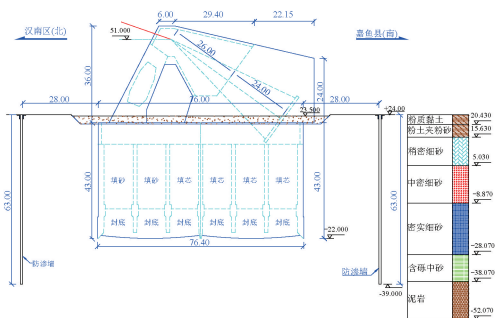 汉南区(北)
6.00
29.40
22.15
嘉鱼县(南)
51.000
26.00
24.00
36.00
24.00
28.00
76.00
23.500
28.00
+24.00
20.430
粉质黏土
粉土夹粉砂
15.630
稍密细砂
5.030
中密细砂
-8.870
密实细砂
-28.070
含砾中砂
-38.070
泥岩
-52.070
63.00
43.00
填砂
填砂
填芯
填芯
填芯
填芯
封底
封底
封底
封底
封底
封底
43.00
63.00
-22.000
76.40
防渗墙
防渗墙
-39.000